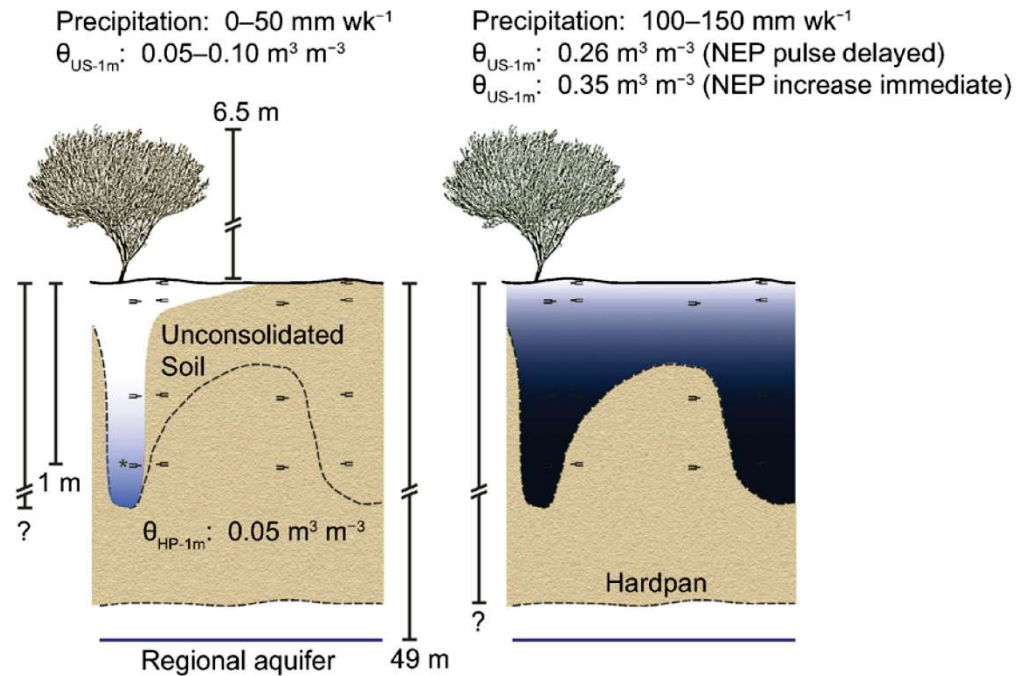 Precipitation: 0–50 mm wk⁻¹
θUS-1m: 0.05–0.10 m³ m⁻³
Precipitation: 100–150 mm wk⁻¹
θUS-1m: 0.26 m³ m⁻³ (NEP pulse delayed)
θUS-1m: 0.35 m³ m⁻³ (NEP increase immediate)
6.5 m
Unconsolidated
Soil
*
1 m
?
θHP-1m: 0.05 m³ m⁻³
Hardpan
?
Regional aquifer
49 m